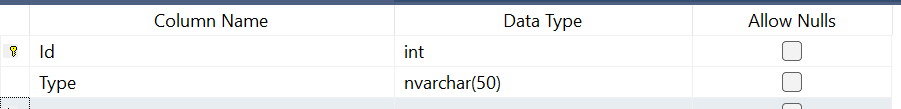 Column Name Data Type Allow Nulls
Id int
Type nvarchar(50)